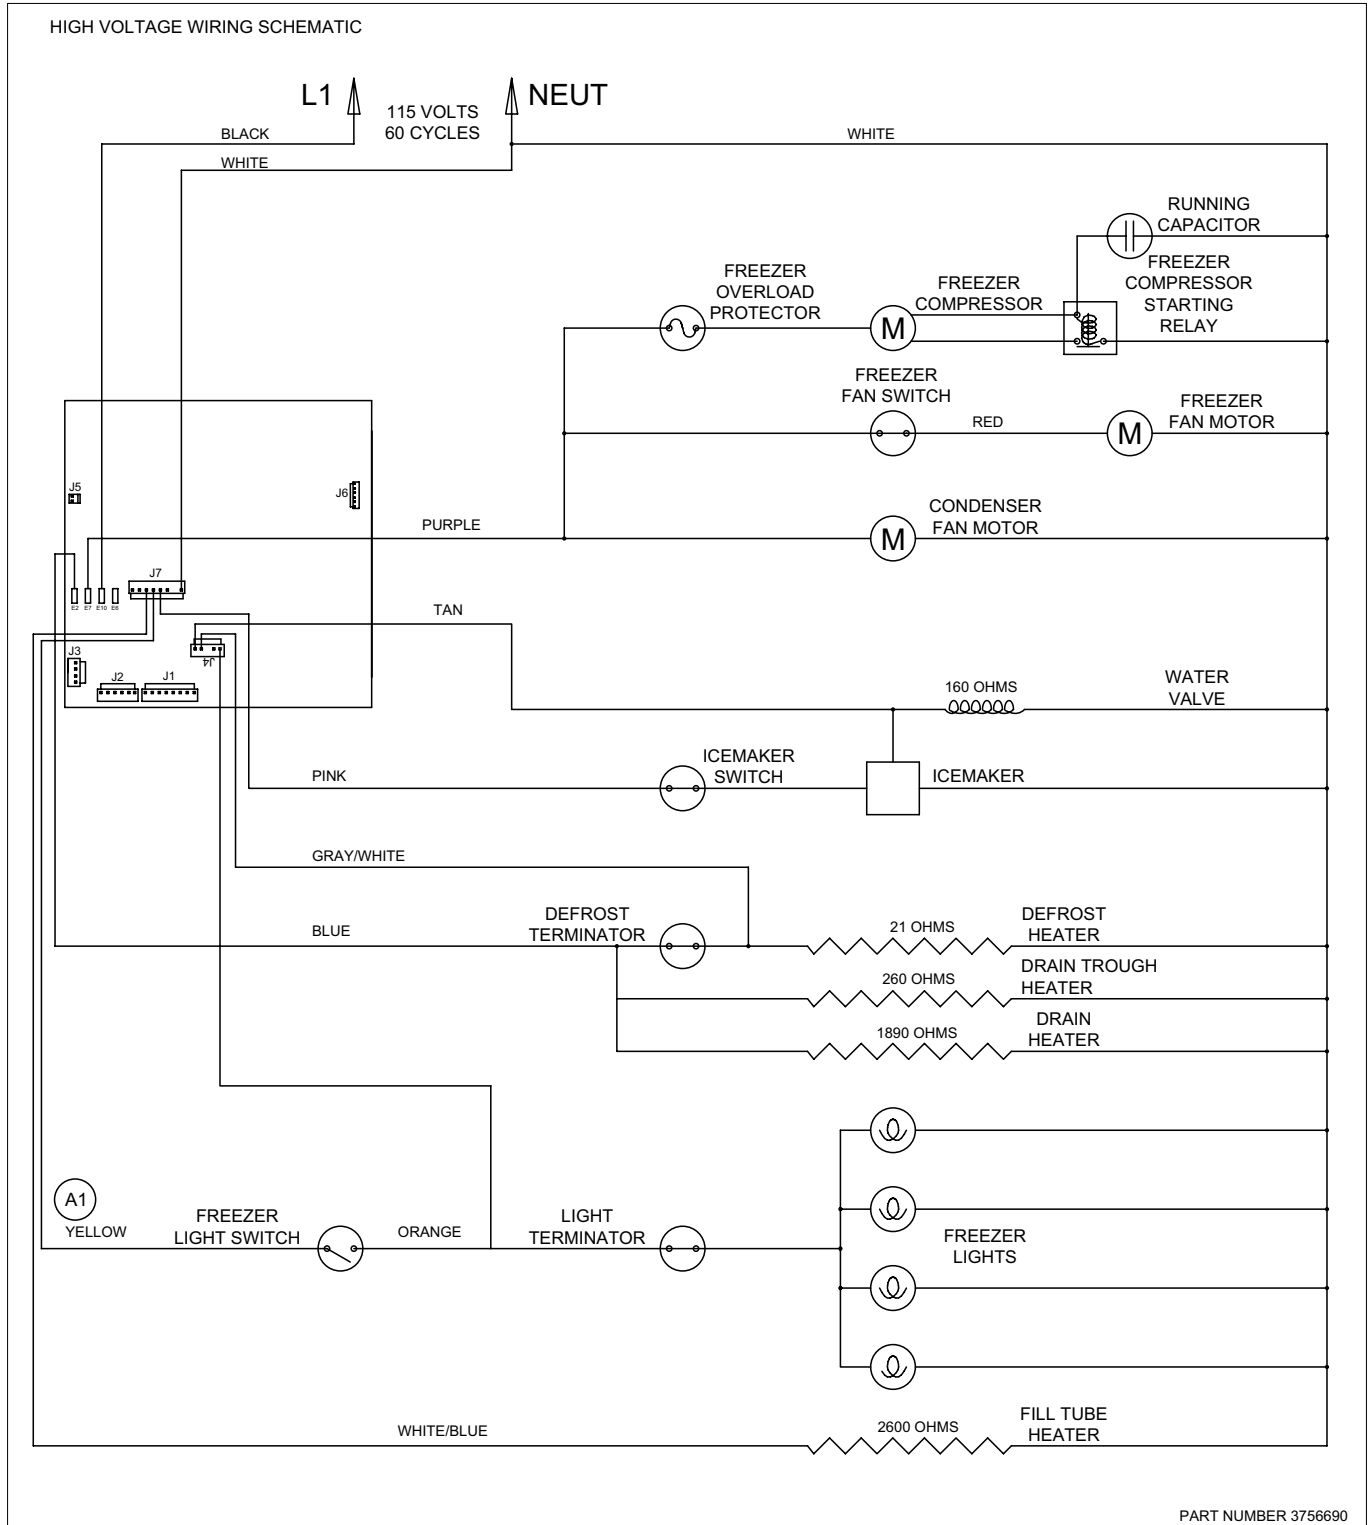 HIGH VOLTAGE WIRING SCHEMATIC
L1
115 VOLTS
60 CYCLES
NEUT
BLACK
WHITE
WHITE
RUNNING
CAPACITOR
FREEZER
OVERLOAD
PROTECTOR
FREEZER
COMPRESSOR
FREEZER
COMPRESSOR
STARTING
RELAY
M
FREEZER
FAN SWITCH
RED
FREEZER
FAN MOTOR
M
J5
J6
PURPLE
CONDENSER
FAN MOTOR
M
J7
E2
E7
E10
E6
TAN
J3
J4
J2
J1
160 OHMS
WATER
VALVE
PINK
ICEMAKER
SWITCH
ICEMAKER
GRAY/WHITE
BLUE
DEFROST
TERMINATOR
21 OHMS
DEFROST
HEATER
260 OHMS
DRAIN TROUGH
HEATER
1890 OHMS
DRAIN
HEATER
A1
YELLOW
FREEZER
LIGHT SWITCH
ORANGE
LIGHT
TERMINATOR
FREEZER
LIGHTS
WHITE/BLUE
2600 OHMS
FILL TUBE
HEATER
PART NUMBER 3756690